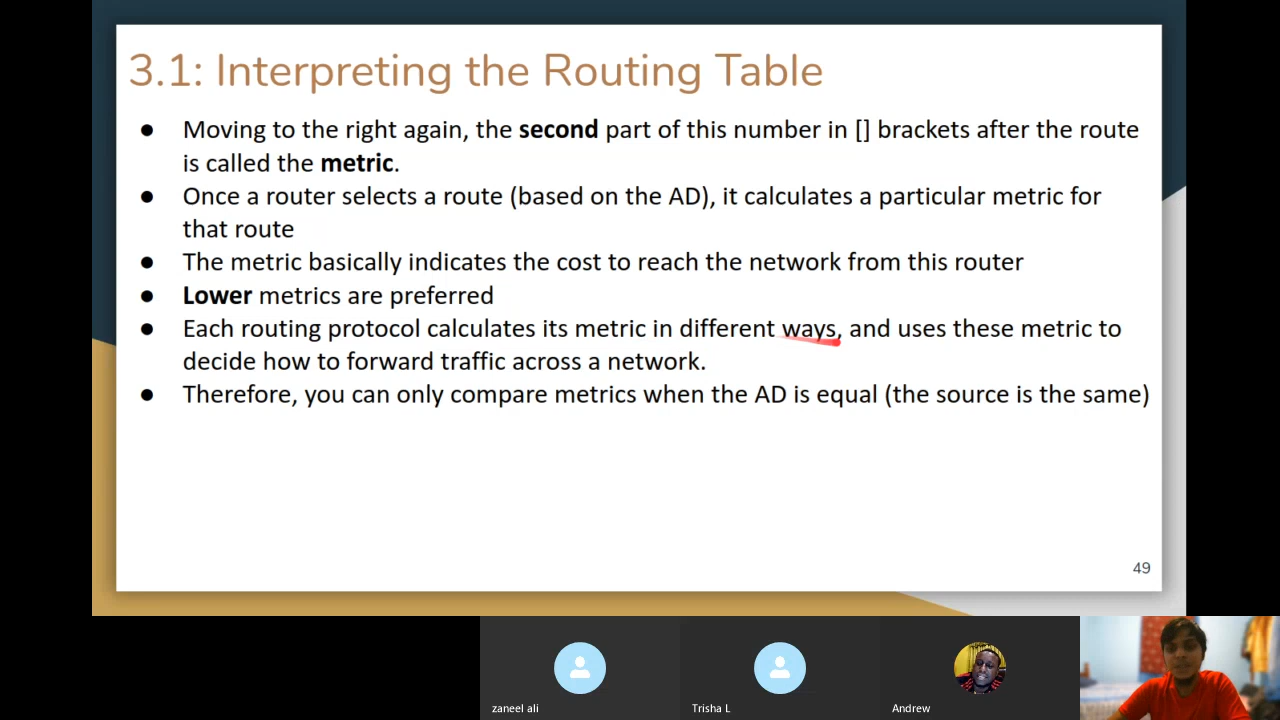 3.1: Interpreting the Routing Table
● Moving to the right again, the second part of this number in [] brackets after the route
is called the metric.
● Once a router selects a route (based on the AD), it calculates a particular metric for
that route
● The metric basically indicates the cost to reach the network from this router
● Lower metrics are preferred
● Each routing protocol calculates its metric in different ways, and uses these metric to
decide how to forward traffic across a network.
● Therefore, you can only compare metrics when the AD is equal (the source is the same)
49
zaneel ali
Trisha L
Andrew